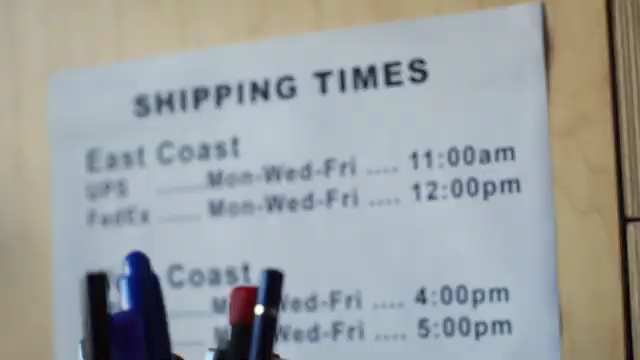 SHIPPING TIMES
East Coast
UPS ...... Mon-Wed-Fri .... 11:00am
FedEx ...... Mon-Wed-Fri .... 12:00pm
Coast
Wed-Fri .... 4:00pm
Wed-Fri .... 5:00pm